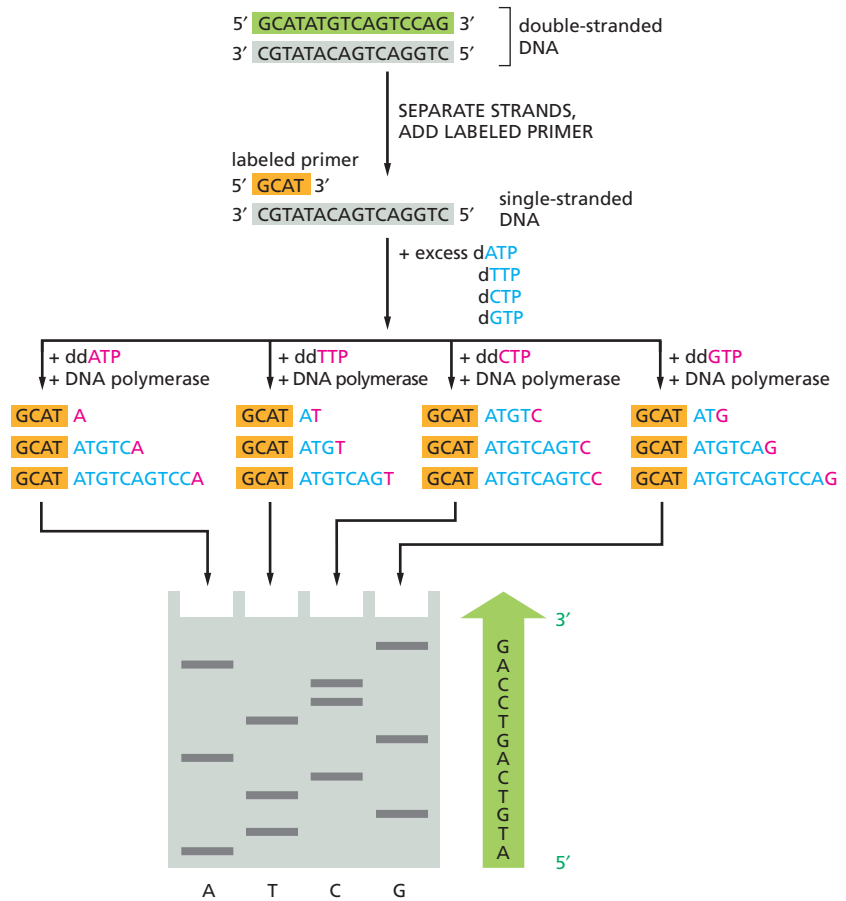 5′ GCATATGTCAGTCCAG 3′
3′ CGTATACAGTCAGGTC 5′
double-stranded
DNA
SEPARATE STRANDS,
ADD LABELED PRIMER
labeled primer
5′ GCAT 3′
3′ CGTATACAGTCAGGTC 5′
single-stranded
DNA
+ excess dATP
dTTP
dCTP
dGTP
+ ddATP
+ DNA polymerase
+ ddTTP
+ DNA polymerase
+ ddCTP
+ DNA polymerase
+ ddGTP
+ DNA polymerase
GCAT A
GCAT ATGTCA
GCAT ATGTCAGTCCA
GCAT AT
GCAT ATGT
GCAT ATGTCAGT
GCAT ATGTC
GCAT ATGTCAGTC
GCAT ATGTCAGTCC
GCAT ATG
GCAT ATGTCAG
GCAT ATGTCAGTCCAG
3′
G
A
C
C
T
G
A
C
T
G
T
A
5′
A T C G